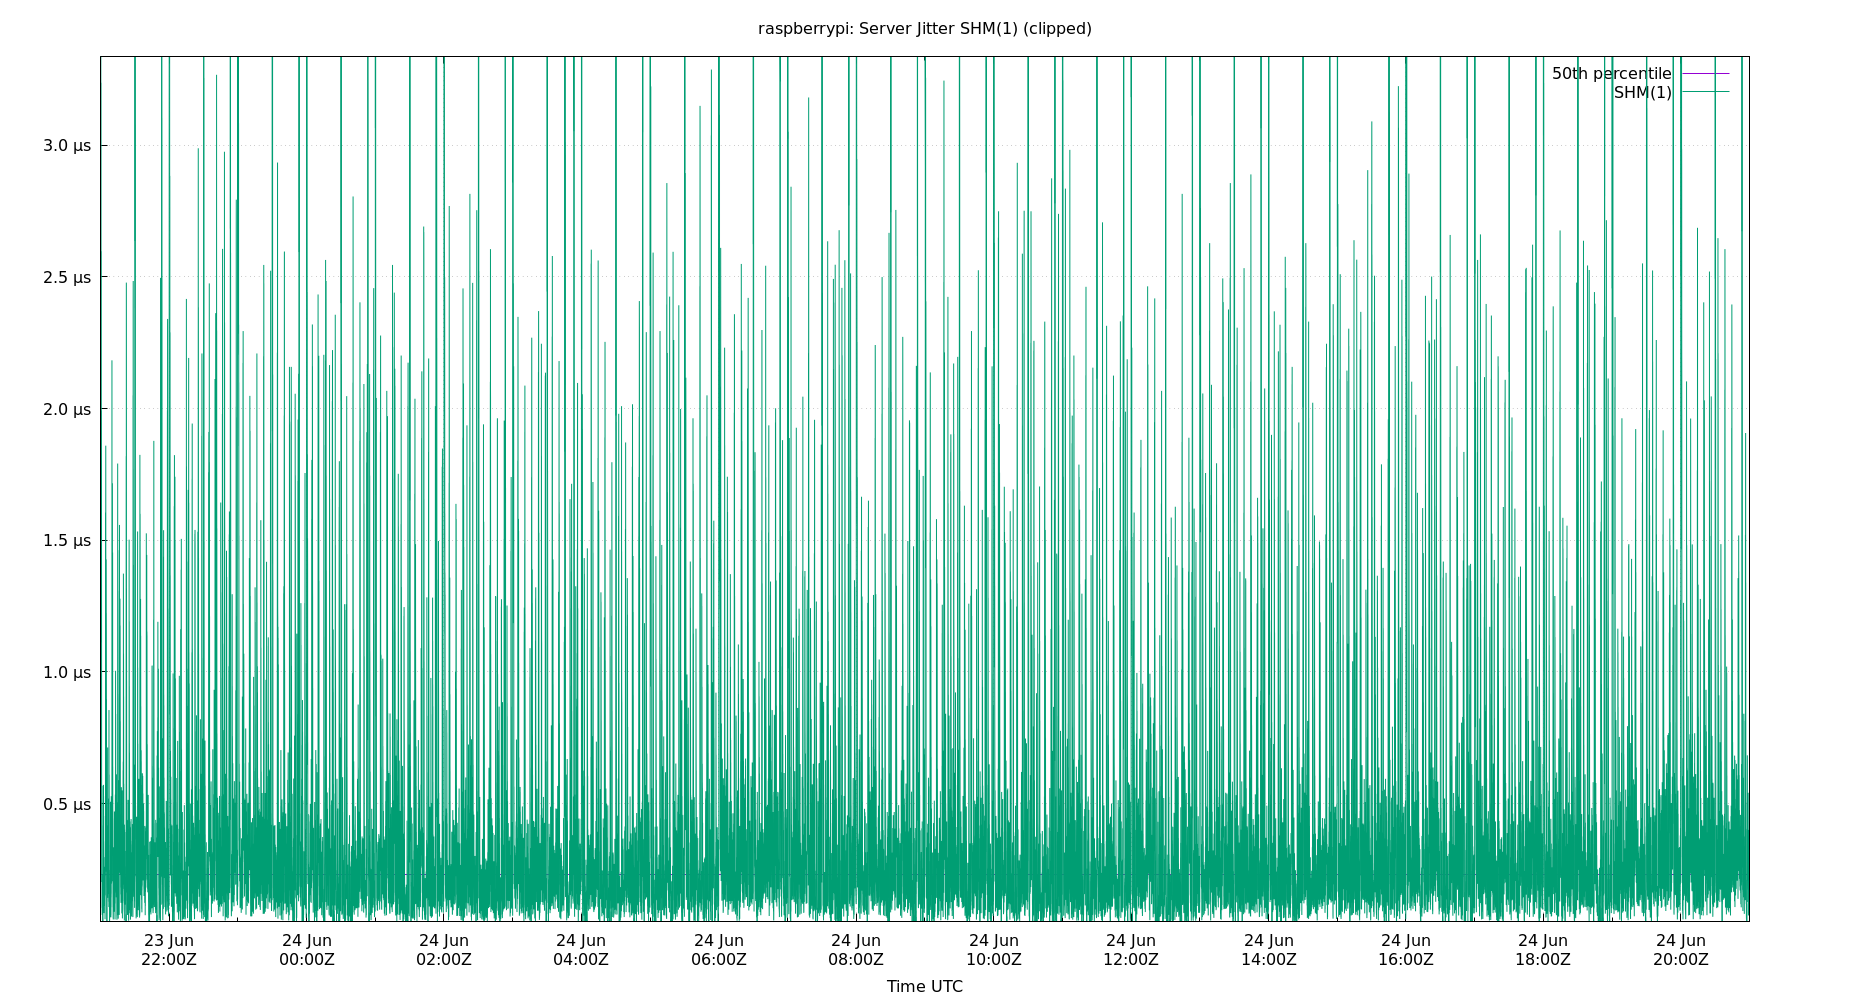 raspberrypi: Server Jitter SHM(1) (clipped)
50th percentile
SHM(1)
3.0 µs
2.5 µs
2.0 µs
1.5 µs
1.0 µs
0.5 µs
23 Jun 24 Jun 24 Jun 24 Jun 24 Jun 24 Jun 24 Jun 24 Jun 24 Jun 24 Jun 24 Jun 24 Jun
22:00Z 00:00Z 02:00Z 04:00Z 06:00Z 08:00Z 10:00Z 12:00Z 14:00Z 16:00Z 18:00Z 20:00Z
Time UTC